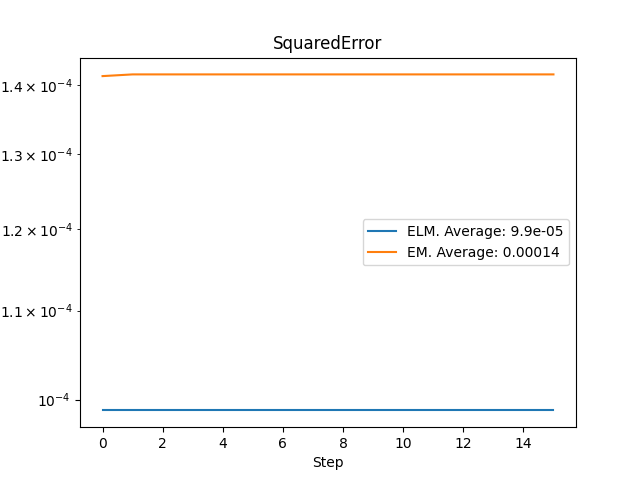 SquaredError
1.4 × 10⁻⁴
1.3 × 10⁻⁴
1.2 × 10⁻⁴
1.1 × 10⁻⁴
10⁻⁴
ELM. Average: 9.9e-05
EM. Average: 0.00014
0 2 4 6 8 10 12 14
Step